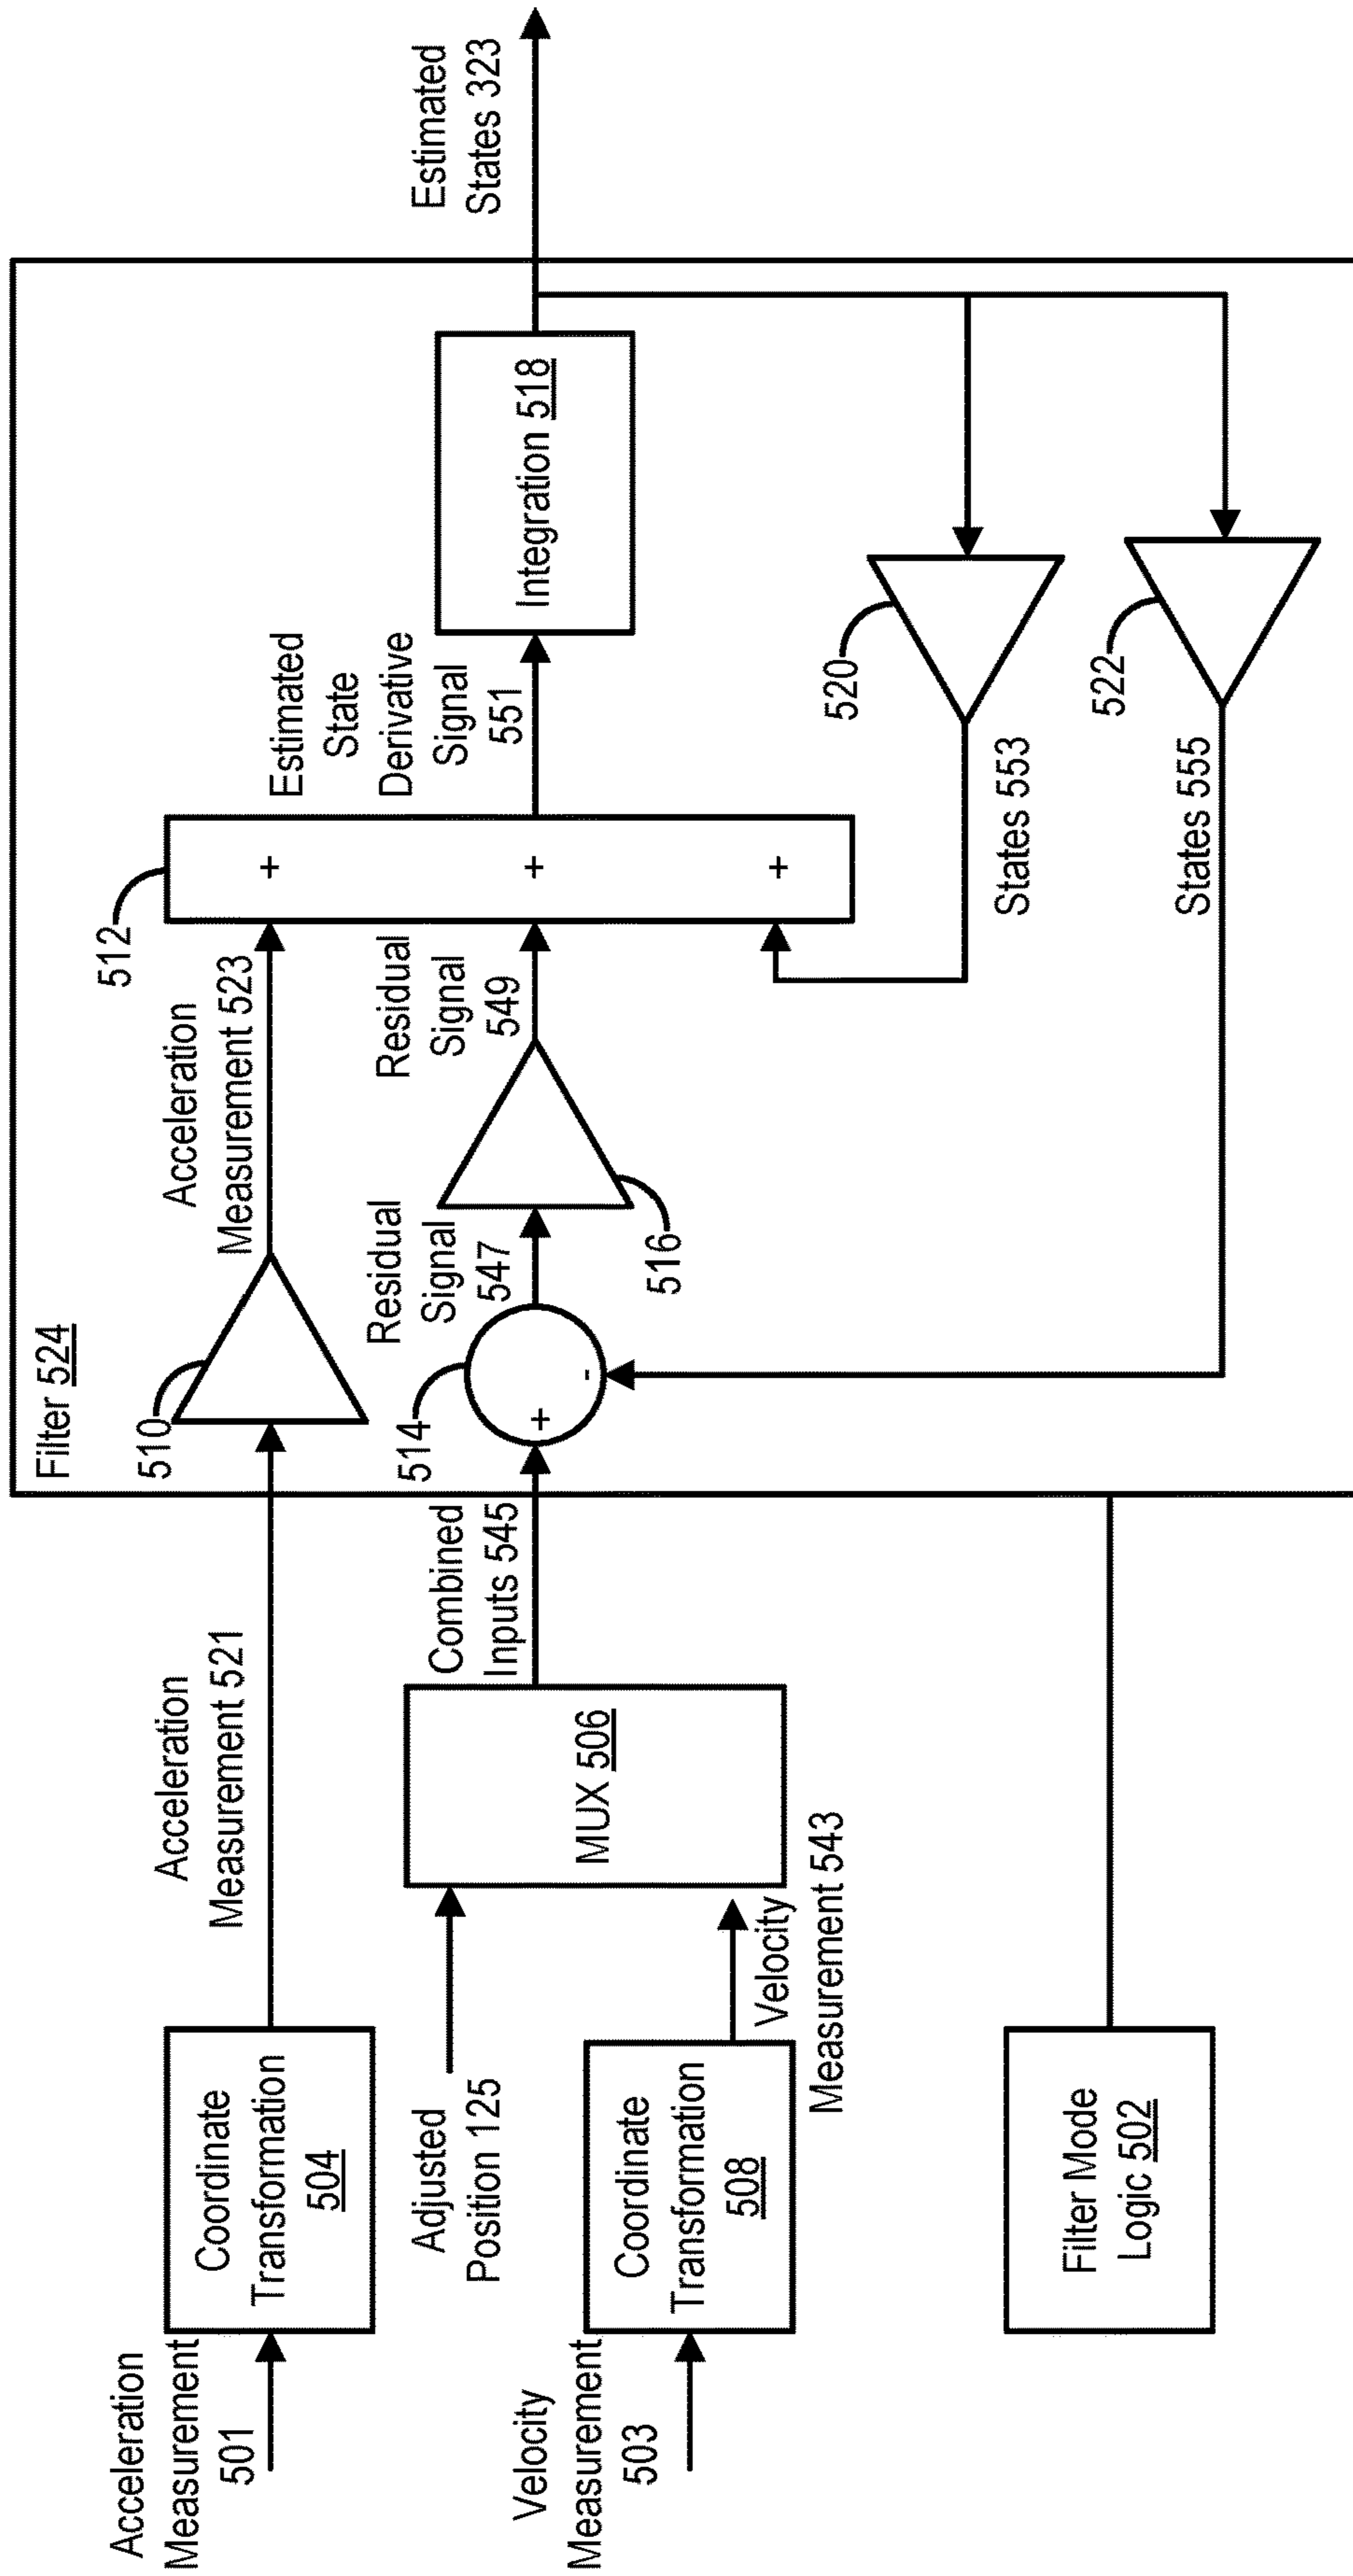 Acceleration
Measurement
501
Coordinate
Transformation
504
Acceleration
Measurement 521
Adjusted
Position 125
Velocity
Measurement
503
Coordinate
Transformation
508
Velocity
Measurement 543
MUX 506
Combined
Inputs 545
Filter Mode
Logic 502
Filter 524
510
Acceleration
Measurement 523
514
+
-
Residual
Signal
547
516
Residual
Signal
549
512
+
+
+
Estimated
State
Derivative
Signal
551
Integration 518
520
States 553
522
States 555
Estimated
States 323